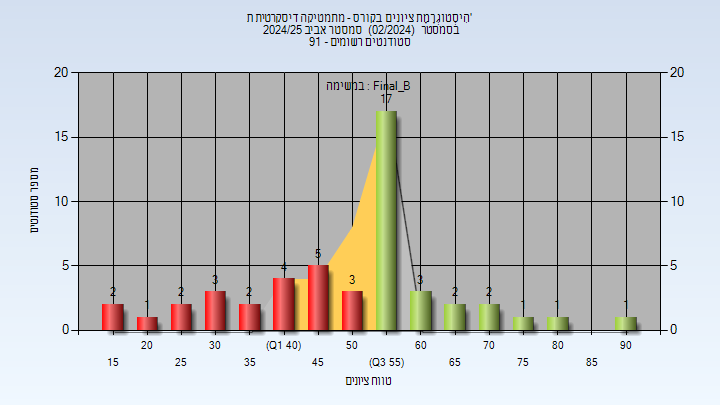 היסטוגרמת ציונים בקורס - מתמטיקה דיסקרטית ת'
בסמסטר (02/2024) סמסטר אביב 2024/25
סטודנטים רשומים - 91
במשימה : Final_B
20 20
15 15
10 10
5 5
0 0
מספר סטודנטים
2 1 2 3 2 4 5 3 17 3 2 2 1 1 1
20 30 (Q1 40) 50 60 70 80 90
15 25 35 45 (Q3 55) 65 75 85
טווח ציונים